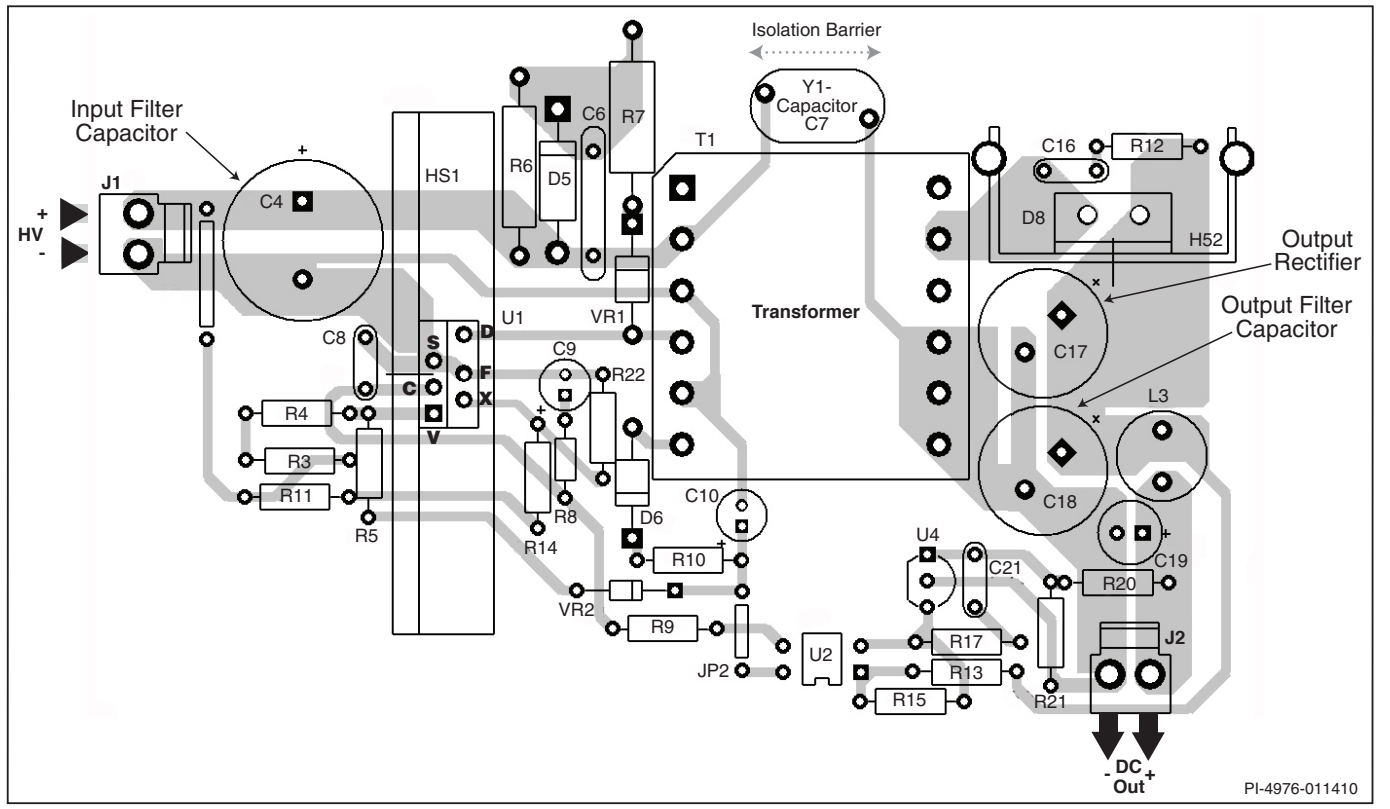 Isolation Barrier
Y1-
Capacitor
C7
Input Filter
Capacitor
+
C4
J1
+
HV
-
HS1
R6
D5
C6
R7
T1
C16
R12
D8
H52
Output
Rectifier
Output Filter
Capacitor
Transformer
VR1
U1
D
S
F
C
X
V
C8
C9
+
R22
x
C17
x
C18
L3
R4
R3
R11
R5
R14
R8
D6
C10
+
R10
VR2
R9
JP2
U2
U4
C21
C19
+
R20
R17
R13
R15
R21
J2
- DC +
Out
PI-4976-011410